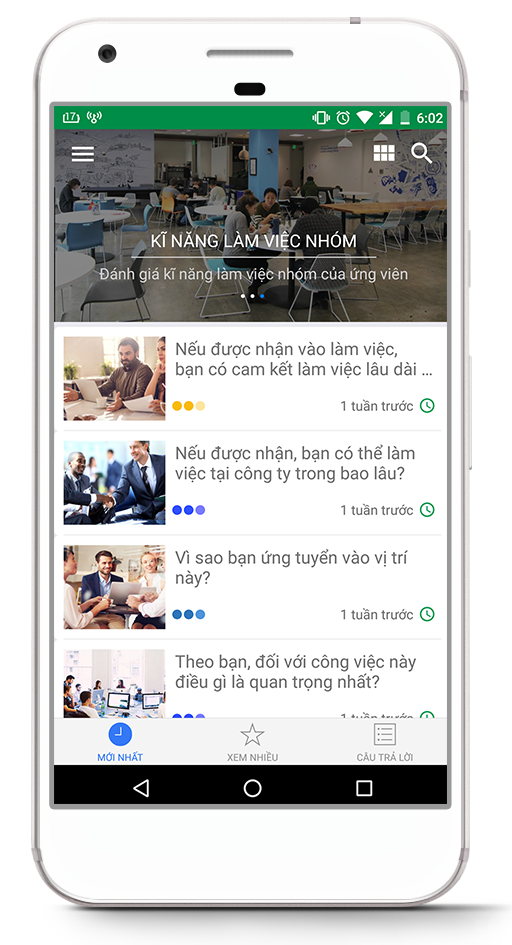 17
6:02
KĨ NĂNG LÀM VIỆC NHÓM
Đánh giá kĩ năng làm việc nhóm của ứng viên
Nếu được nhận vào làm việc,
bạn có cam kết làm việc lâu dài ...
1 tuần trước
Nếu được nhận, bạn có thể làm
việc tại công ty trong bao lâu?
1 tuần trước
Vì sao bạn ứng tuyển vào vị trí
này?
1 tuần trước
Theo bạn, đối với công việc này
điều gì là quan trọng nhất?
1 tuần trước
MỚI NHẤT
XEM NHIỀU
CÂU TRẢ LỜI